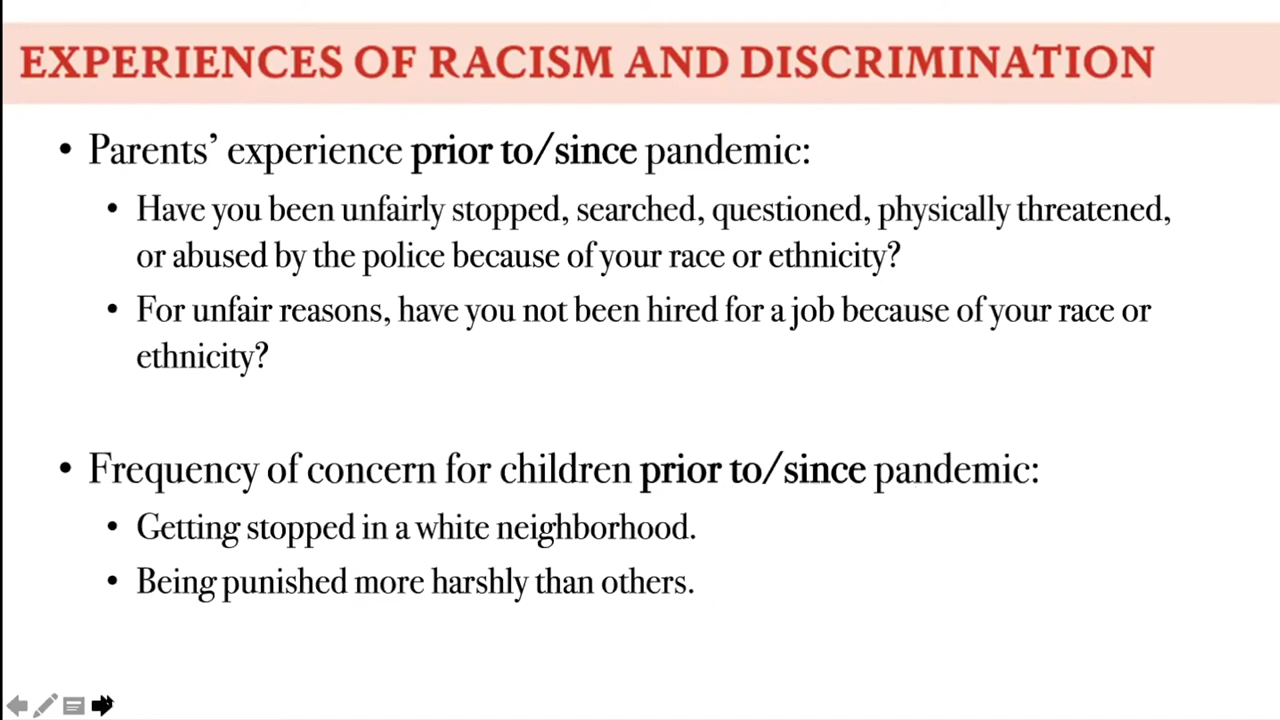 EXPERIENCES OF RACISM AND DISCRIMINATION
• Parents’ experience prior to/since pandemic:
• Have you been unfairly stopped, searched, questioned, physically threatened,
or abused by the police because of your race or ethnicity?
• For unfair reasons, have you not been hired for a job because of your race or
ethnicity?
• Frequency of concern for children prior to/since pandemic:
• Getting stopped in a white neighborhood.
• Being punished more harshly than others.